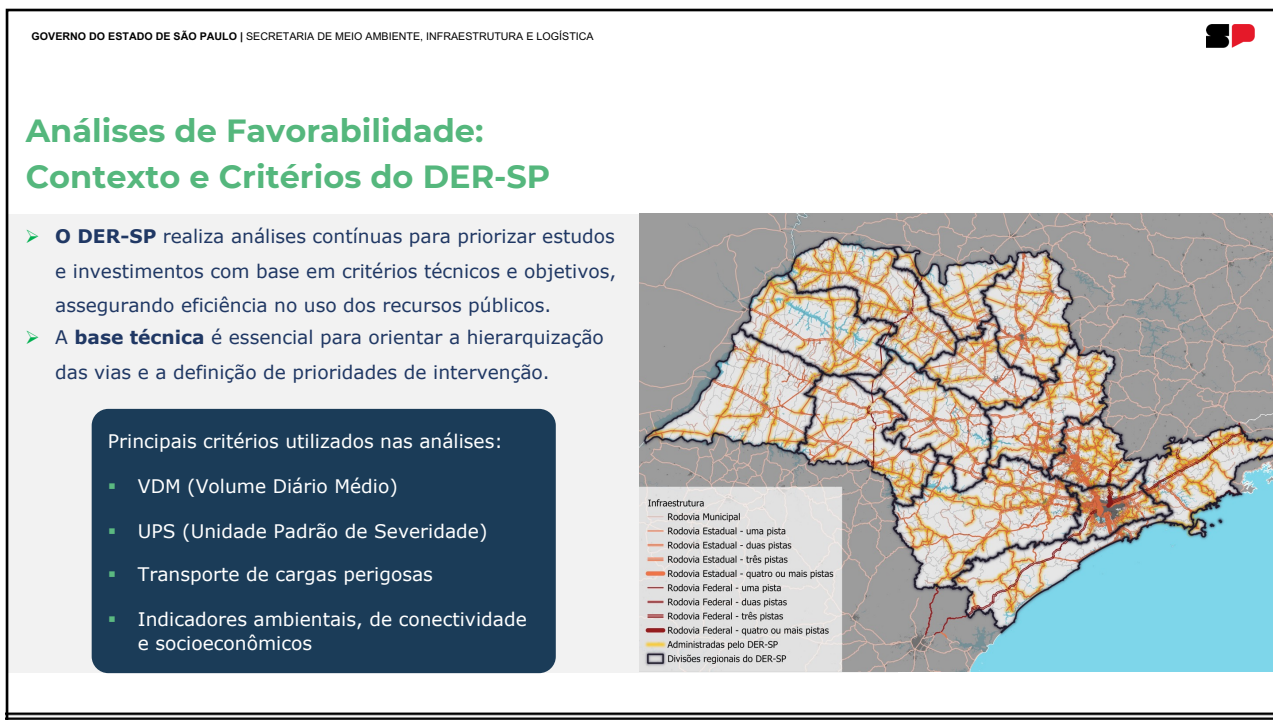 GOVERNO DO ESTADO DE SÃO PAULO | SECRETARIA DE MEIO AMBIENTE, INFRAESTRUTURA E LOGÍSTICA
SP
Análises de Favorabilidade:
Contexto e Critérios do DER-SP
O DER-SP realiza análises contínuas para priorizar estudos
e investimentos com base em critérios técnicos e objetivos,
assegurando eficiência no uso dos recursos públicos.
A base técnica é essencial para orientar a hierarquização
das vias e a definição de prioridades de intervenção.
Principais critérios utilizados nas análises:
VDM (Volume Diário Médio)
UPS (Unidade Padrão de Severidade)
Transporte de cargas perigosas
Indicadores ambientais, de conectividade
e socioeconômicos
Infraestrutura
Rodovia Municipal
Rodovia Estadual - uma pista
Rodovia Estadual - duas pistas
Rodovia Estadual - três pistas
Rodovia Estadual - quatro ou mais pistas
Rodovia Federal - uma pista
Rodovia Federal - duas pistas
Rodovia Federal - três pistas
Rodovia Federal - quatro ou mais pistas
Administradas pelo DER-SP
Divisões regionais do DER-SP